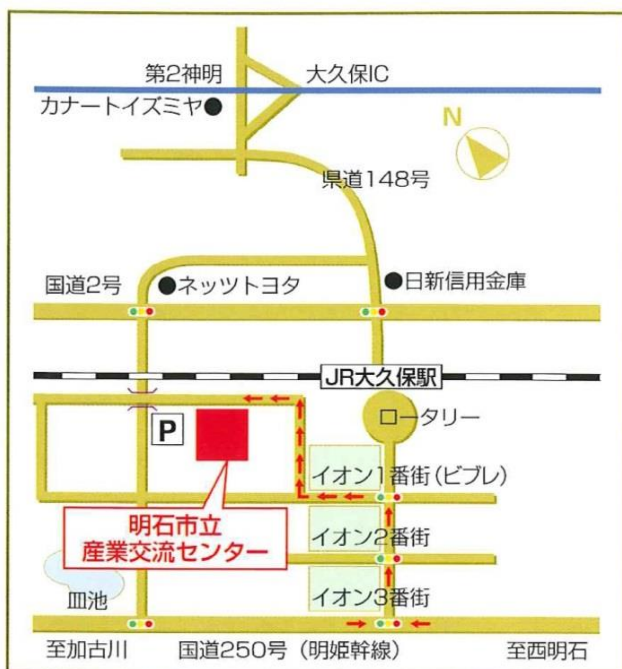 第2神明
大久保IC
カナートイズミヤ
N
県道148号
国道2号
ネッツトヨタ
日新信用金庫
JR大久保駅
P
ロータリー
イオン1番街(ビブレ)
明石市立
産業交流センター
イオン2番街
イオン3番街
皿池
至加古川
国道250号(明姫幹線)
至西明石